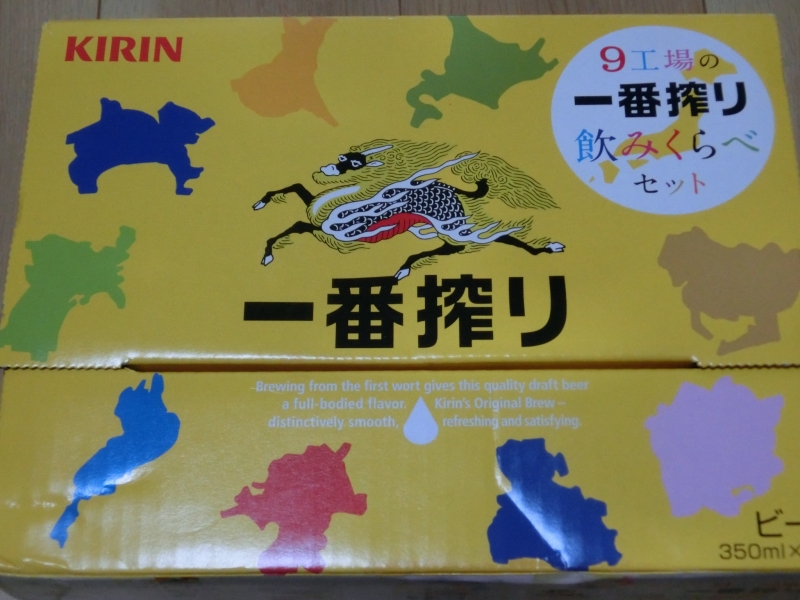 KIRIN
9工場の
一番搾り
飲みくらべ
セット
一番搾り
–Brewing from the first wort gives this quality draft beer
a full-bodied flavor. Kirin's Original Brew –
distinctively smooth, refreshing and satisfying.
ビー
350ml×